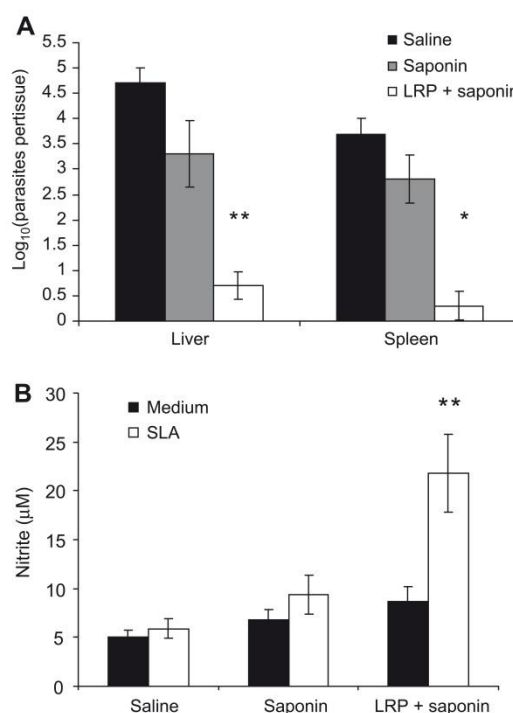 A
Saline
Saponin
LRP + saponin
Log10(parasites pertissue)
5.5
5
4.5
4
3.5
3
2.5
2
1.5
1
0.5
0
**
*
Liver
Spleen
B
Medium
SLA
Nitrite (μM)
30
25
20
15
10
5
0
**
Saline
Saponin
LRP + saponin